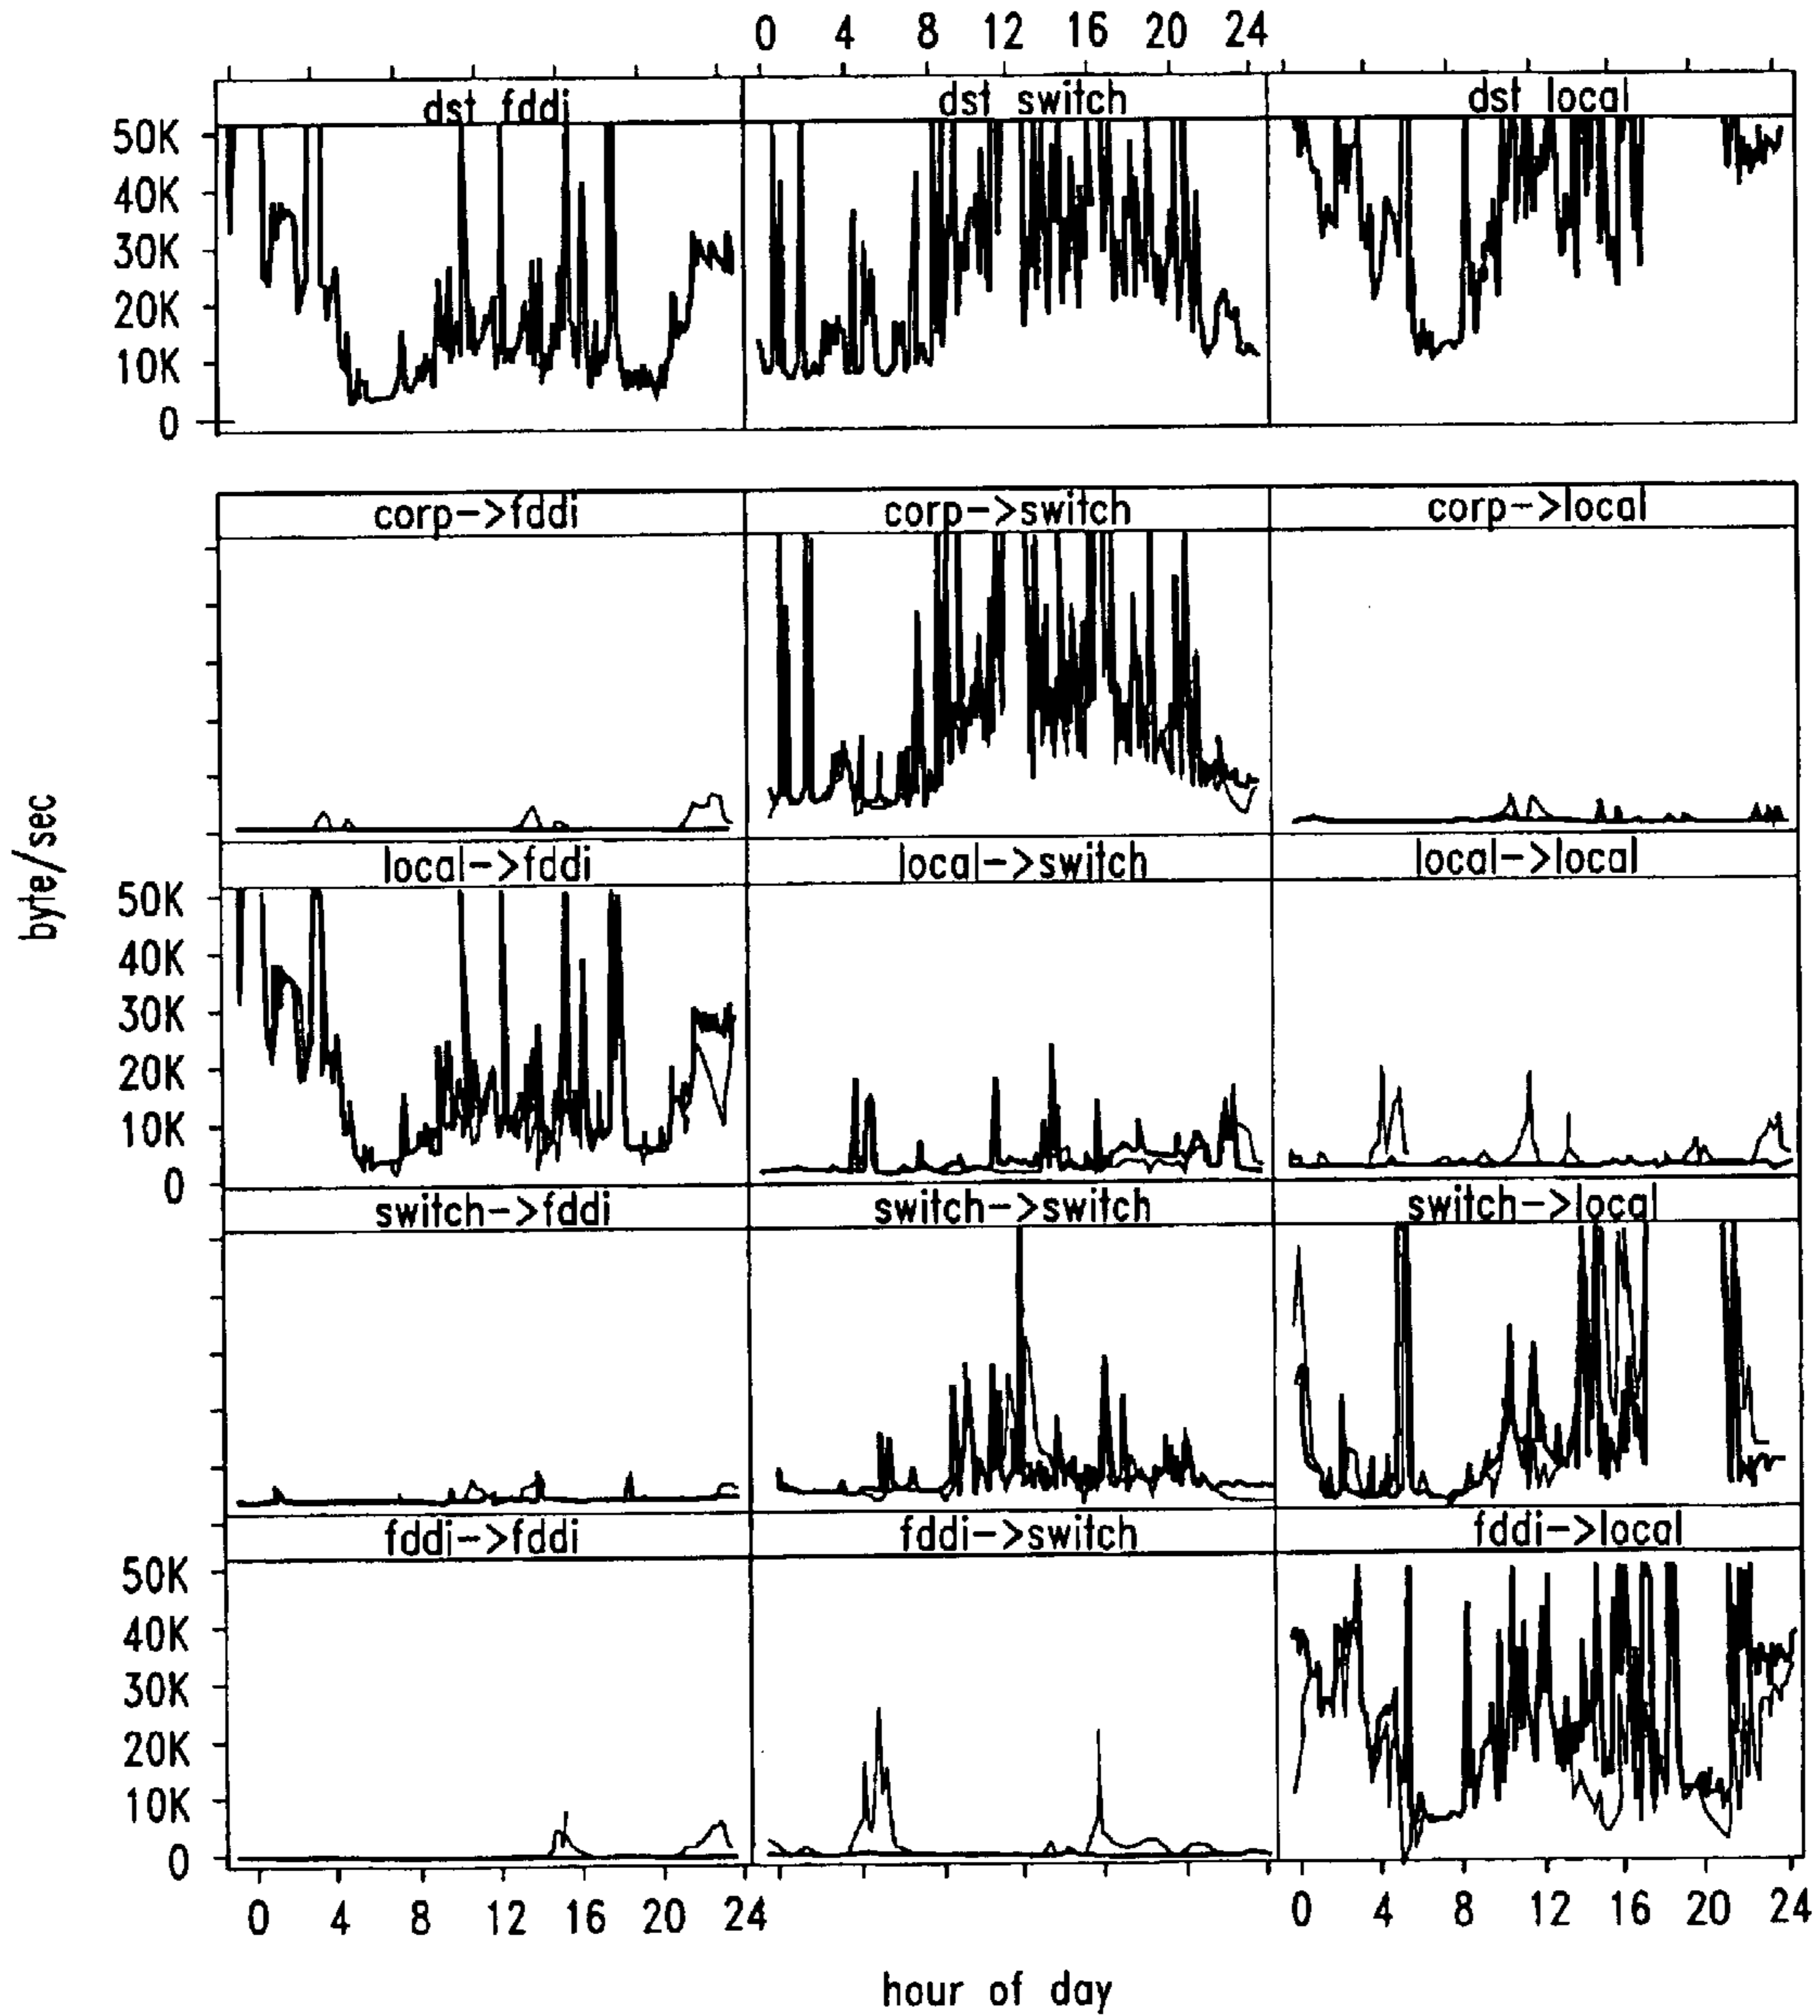 0 4 8 12 16 20 24
dst fddi dst switch dst local
50K
40K
30K
20K
10K
0
corp->fddi corp->switch corp->local
local->fddi local->switch local->local
50K
40K
30K
20K
10K
0
switch->fddi switch->switch switch->local
fddi->fddi fddi->switch fddi->local
50K
40K
30K
20K
10K
0
0 4 8 12 16 20 24 0 4 8 12 16 20 24
byte/sec
hour of day